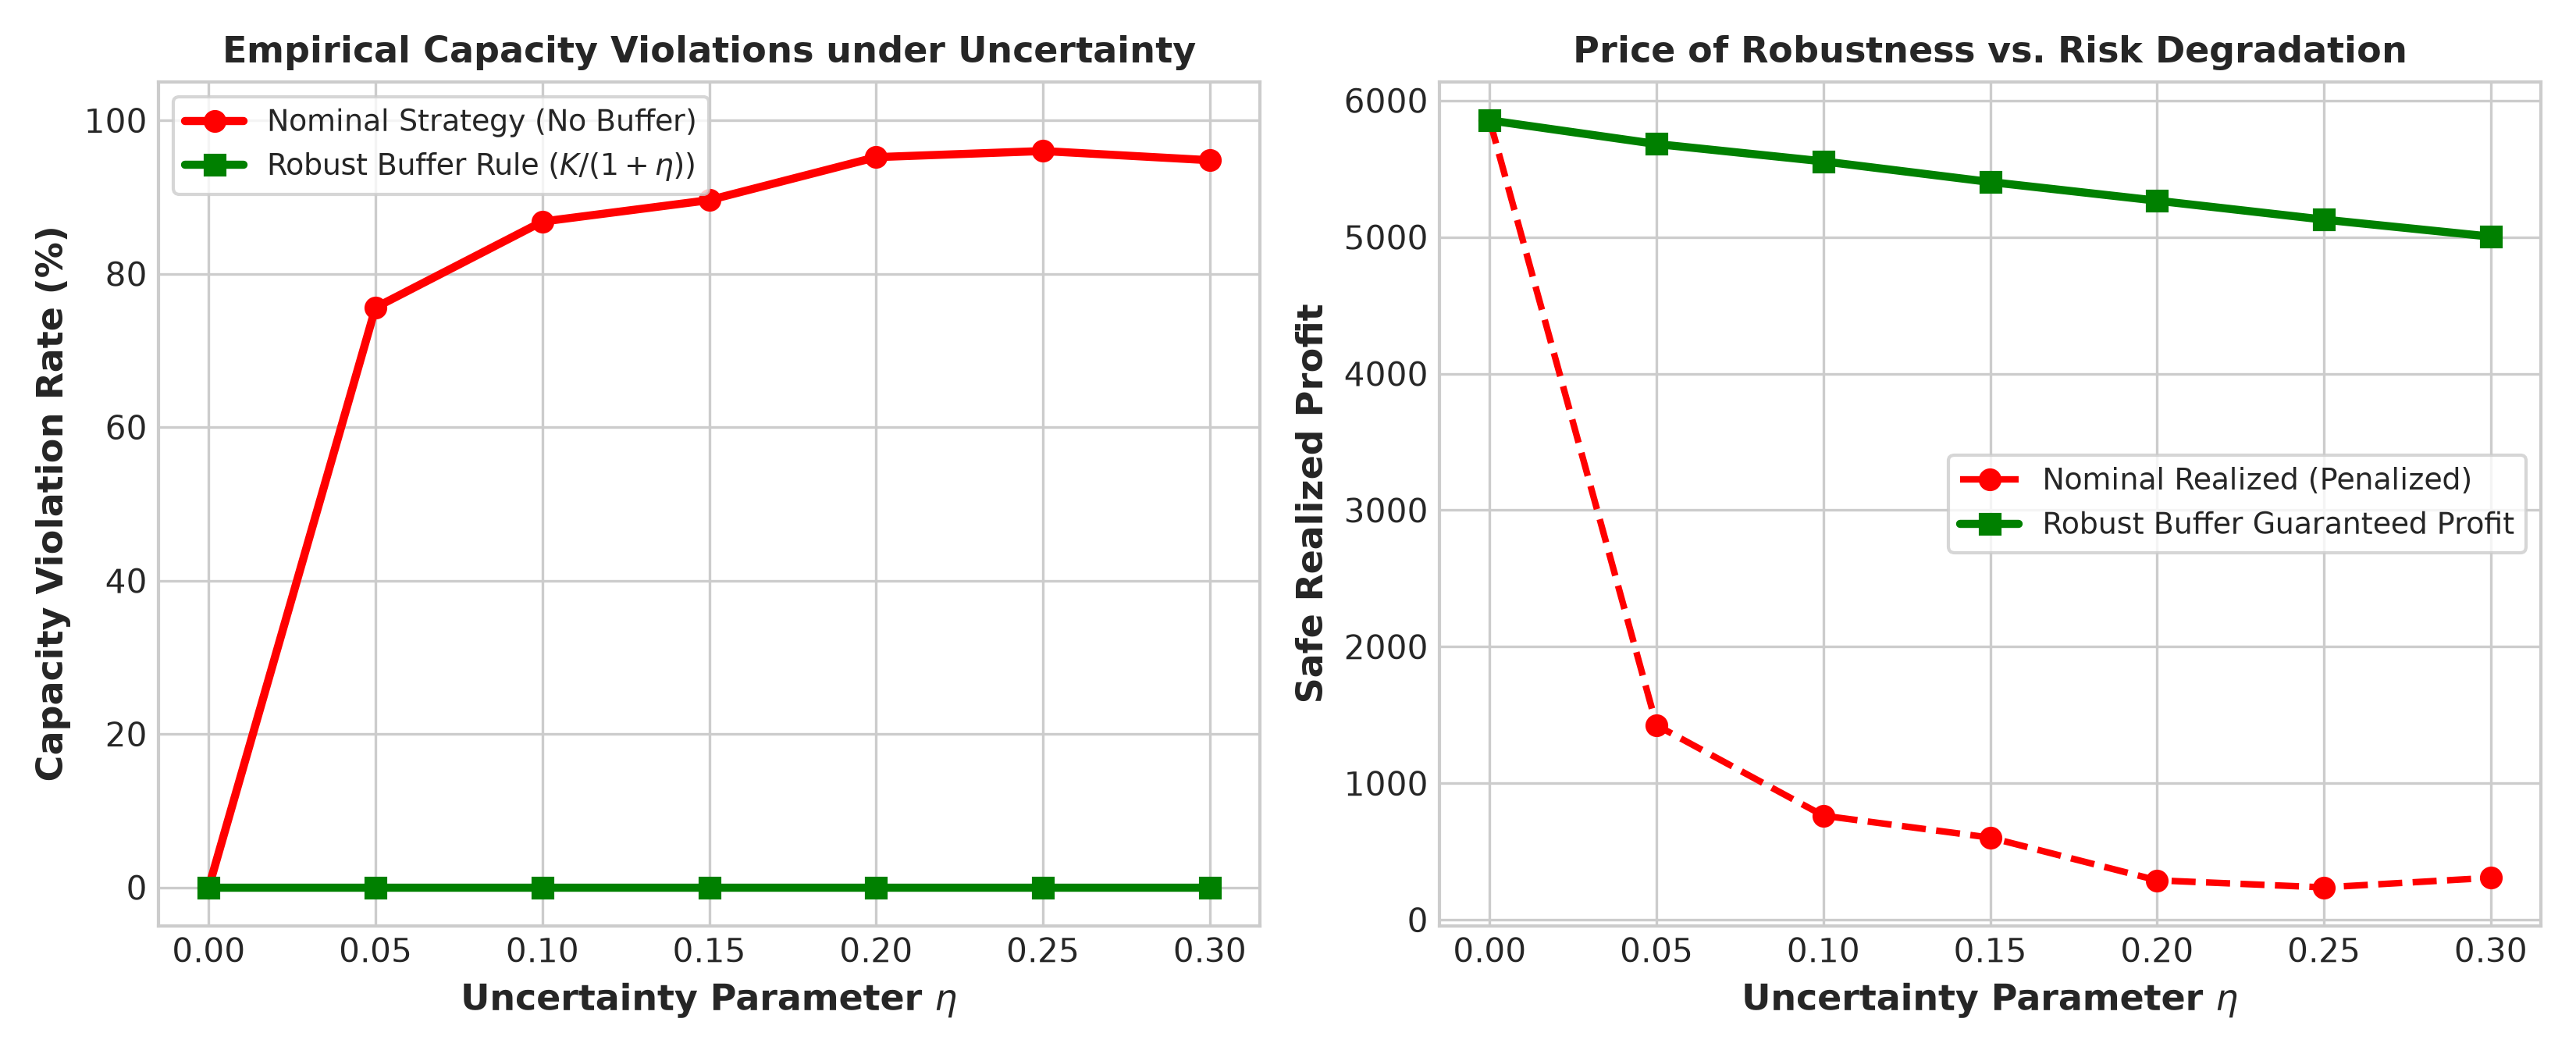 Empirical Capacity Violations under Uncertainty
Nominal Strategy (No Buffer)
Robust Buffer Rule (K/(1 + η))
Capacity Violation Rate (%)
100
80
60
40
20
0
0.00 0.05 0.10 0.15 0.20 0.25 0.30
Uncertainty Parameter η
Price of Robustness vs. Risk Degradation
Nominal Realized (Penalized)
Robust Buffer Guaranteed Profit
Safe Realized Profit
6000
5000
4000
3000
2000
1000
0
0.00 0.05 0.10 0.15 0.20 0.25 0.30
Uncertainty Parameter η